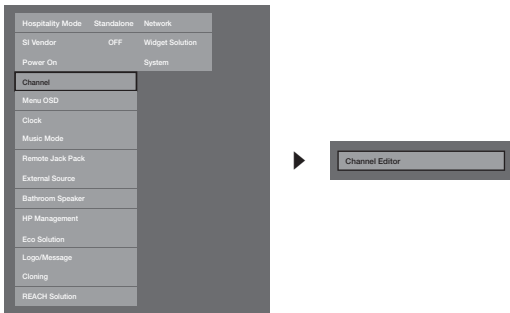 Hospitality Mode Standalone Network
SI Vendor OFF Widget Solution
Power On System
Channel
Menu OSD
Clock
Music Mode
Remote Jack Pack
External Source
Bathroom Speaker
HP Management
Eco Solution
Logo/Message
Cloning
REACH Solution
Channel Editor